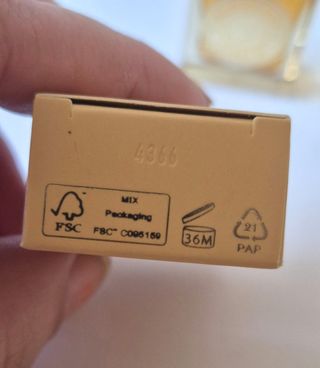 4366
MIX
Packaging
FSC™ C095159
FSC
36M
21
PAP